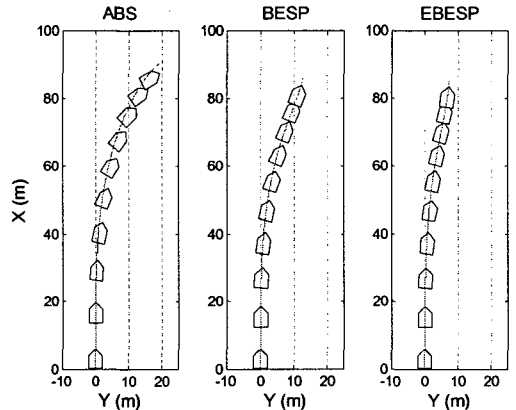 ABS BESP EBESP
100 100 100
80 80 80
60 60 60
X (m)
40 40 40
20 20 20
0 0 0
-10 0 10 20 -10 0 10 20 -10 0 10 20
Y (m) Y (m) Y (m)